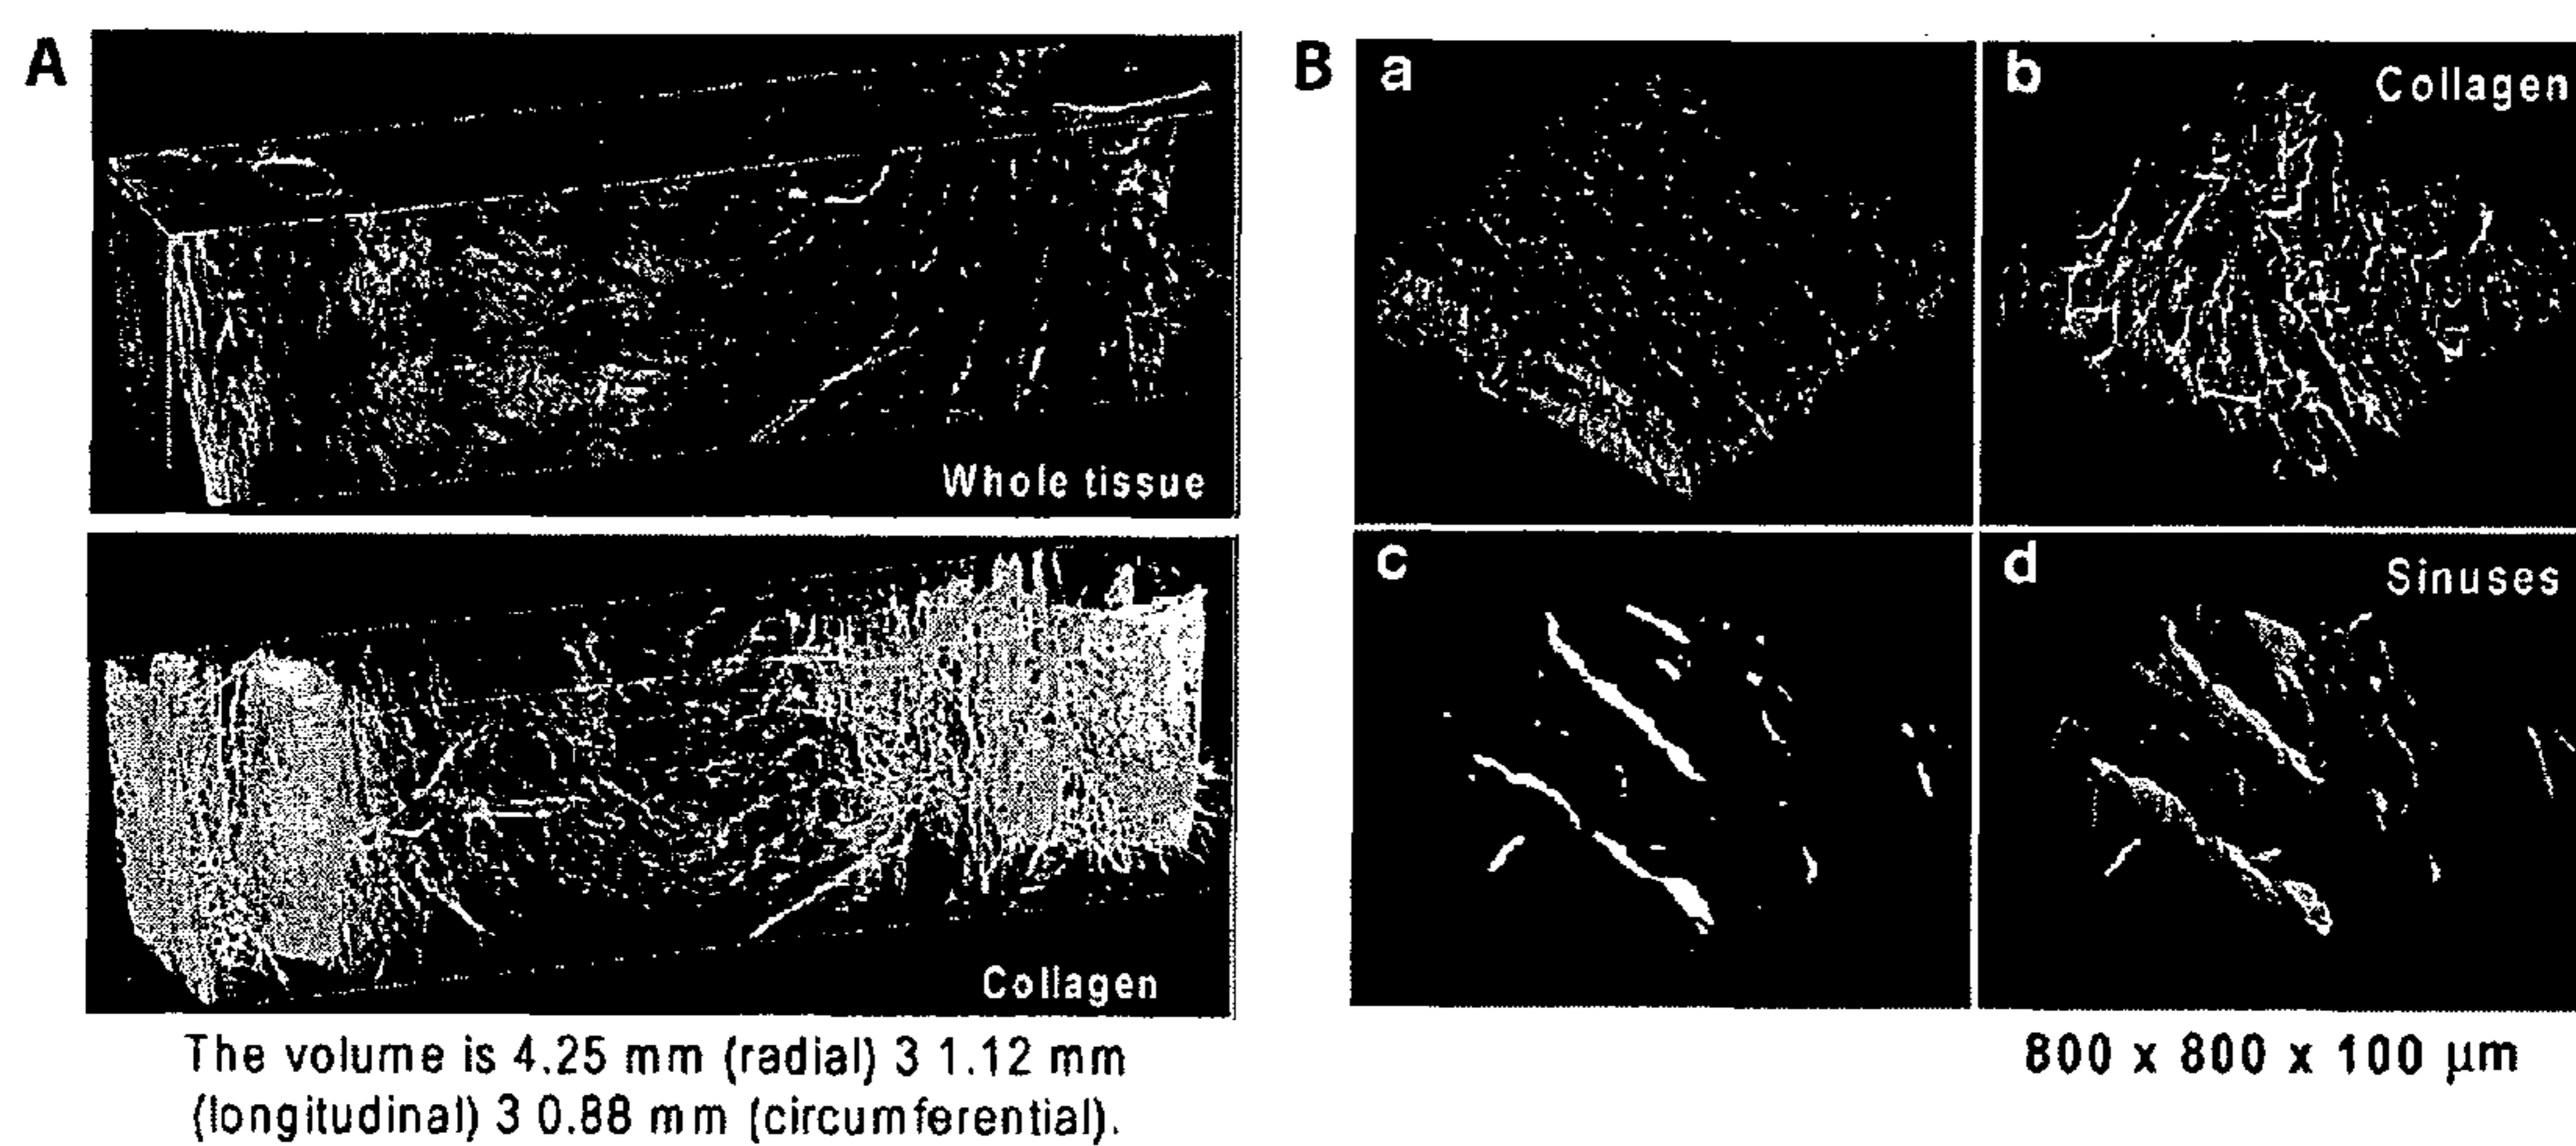 A
Whole tissue
Collagen
The volume is 4.25 mm (radial) 3 1.12 mm
(longitudinal) 3 0.88 mm (circumferential).
B
a
b
Collagen
c
d
Sinuses
800 x 800 x 100 µm